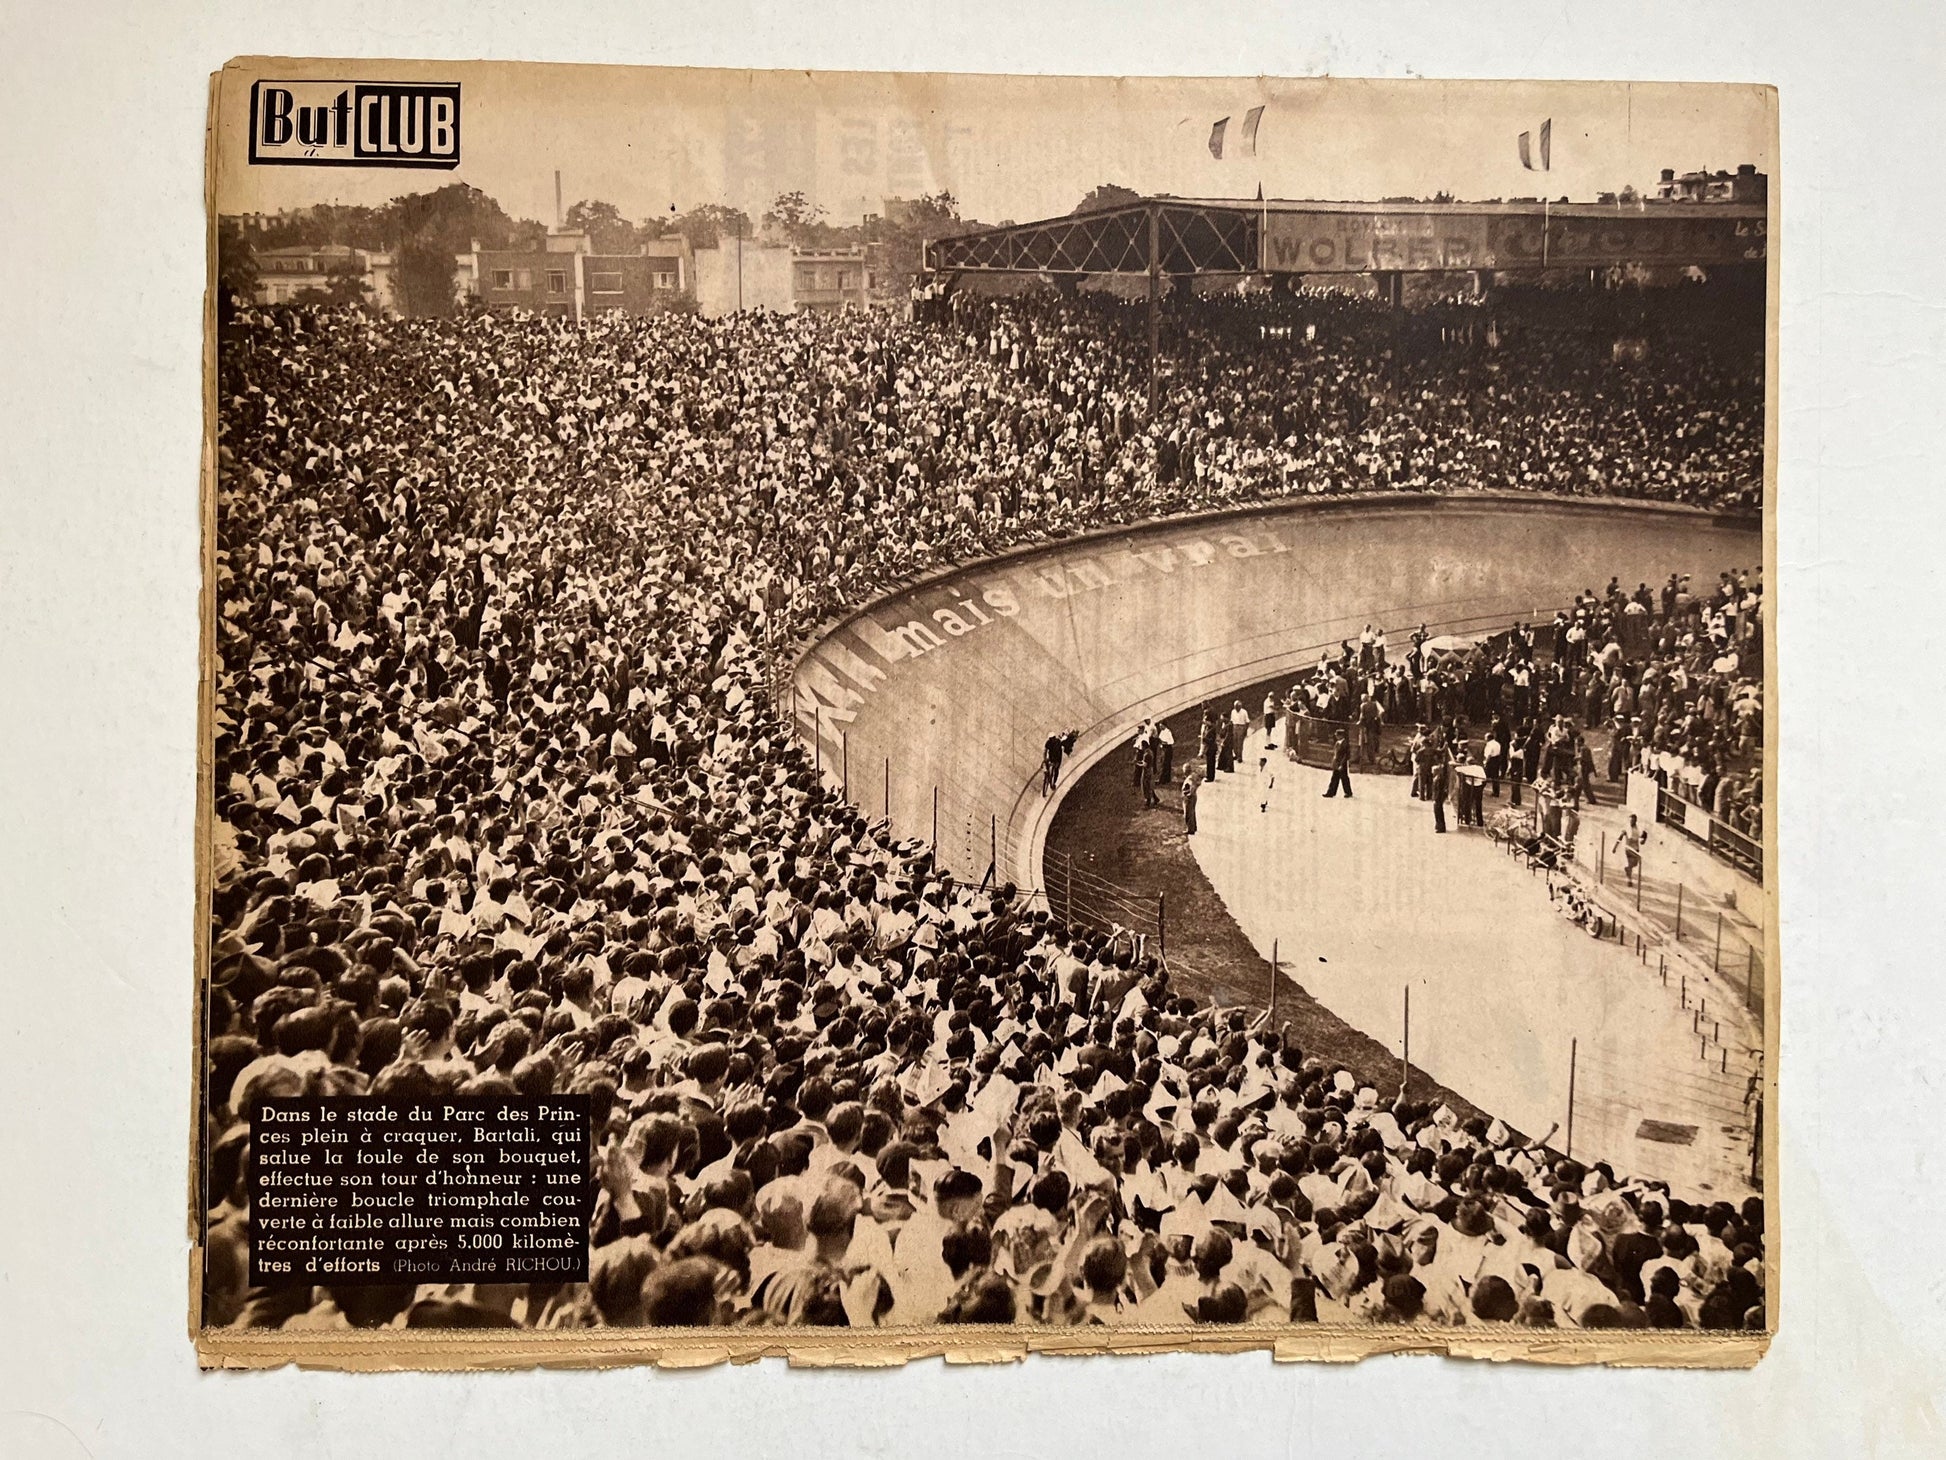 But CLUB
WOLBER
mais un vrai
Dans le stade du Parc des Prin-
ces plein à craquer, Bartali, qui
salue la foule de son bouquet,
effectue son tour d'honneur : une
dernière boucle triomphale cou-
verte à faible allure mais combien
réconfortante après 5.000 kilomè-
tres d'efforts (Photo André RICHOU.)